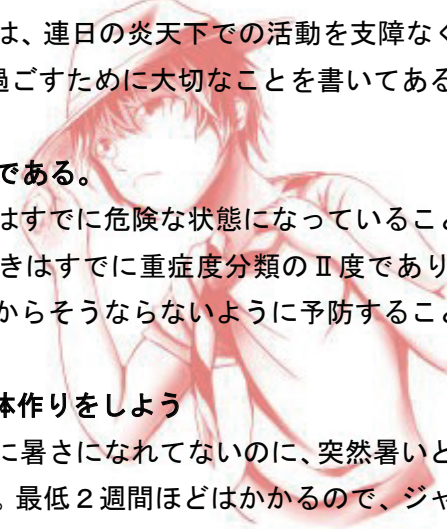 は、連日の炎天下での活動を支障なく
過ごすために大切なことを書いてある
である。
はすでに危険な状態になっているこ
きはすでに重症度分類のⅡ度であり
からそうならないように予防するこ
体作りをしよう
に暑さになれてないのに、突然暑いと
。最低2週間ほどはかかるので、ジャ